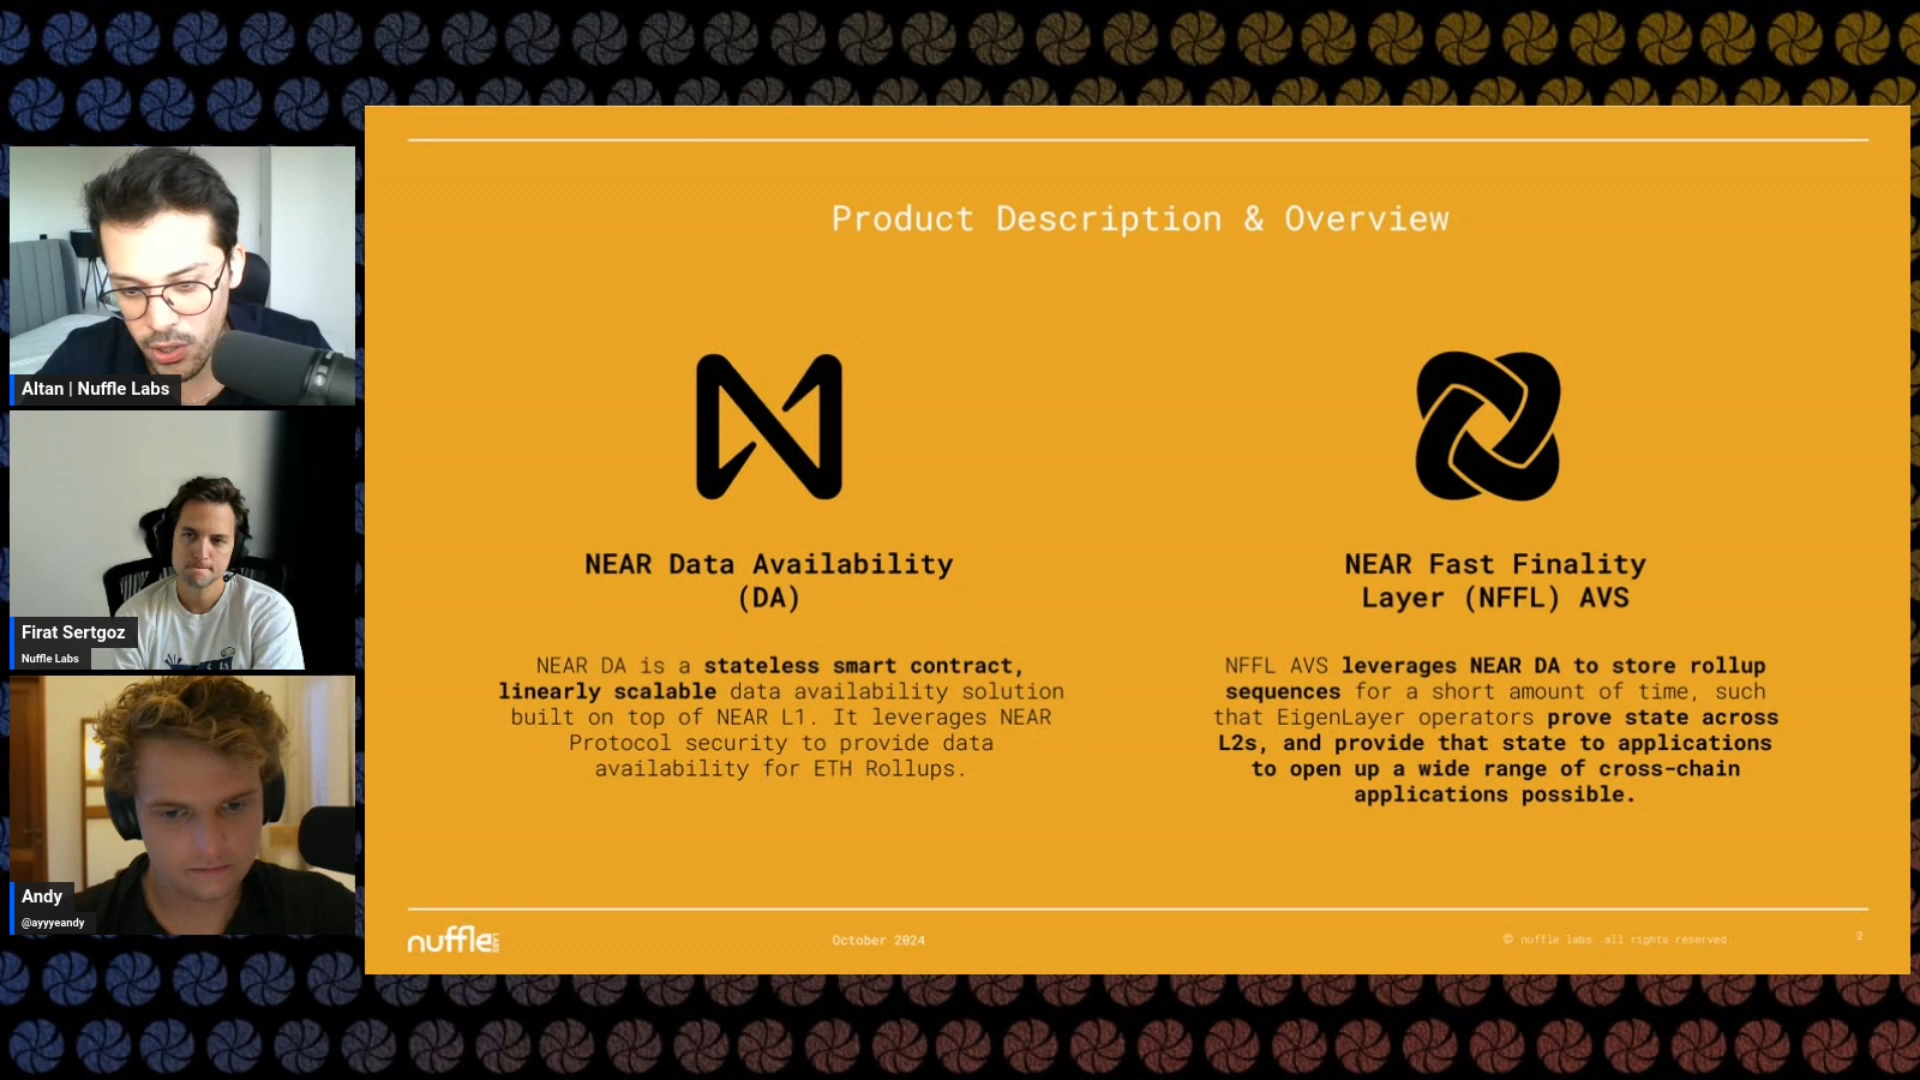 Product Description & Overview
NEAR Data Availability
(DA)
NEAR DA is a stateless smart contract,
linearly scalable data availability solution
built on top of NEAR L1. It leverages NEAR
Protocol security to provide data
availability for ETH Rollups.
NEAR Fast Finality
Layer (NFFL) AVS
NFFL AVS leverages NEAR DA to store rollup
sequences for a short amount of time, such
that EigenLayer operators prove state across
L2s, and provide that state to applications
to open up a wide range of cross-chain
applications possible.
nuffle LABS
October 2024
© nuffle labs all rights reserved.
2
Altan | Nuffle Labs
Firat Sertgoz
Nuffle Labs
Andy
@ayyyeandy